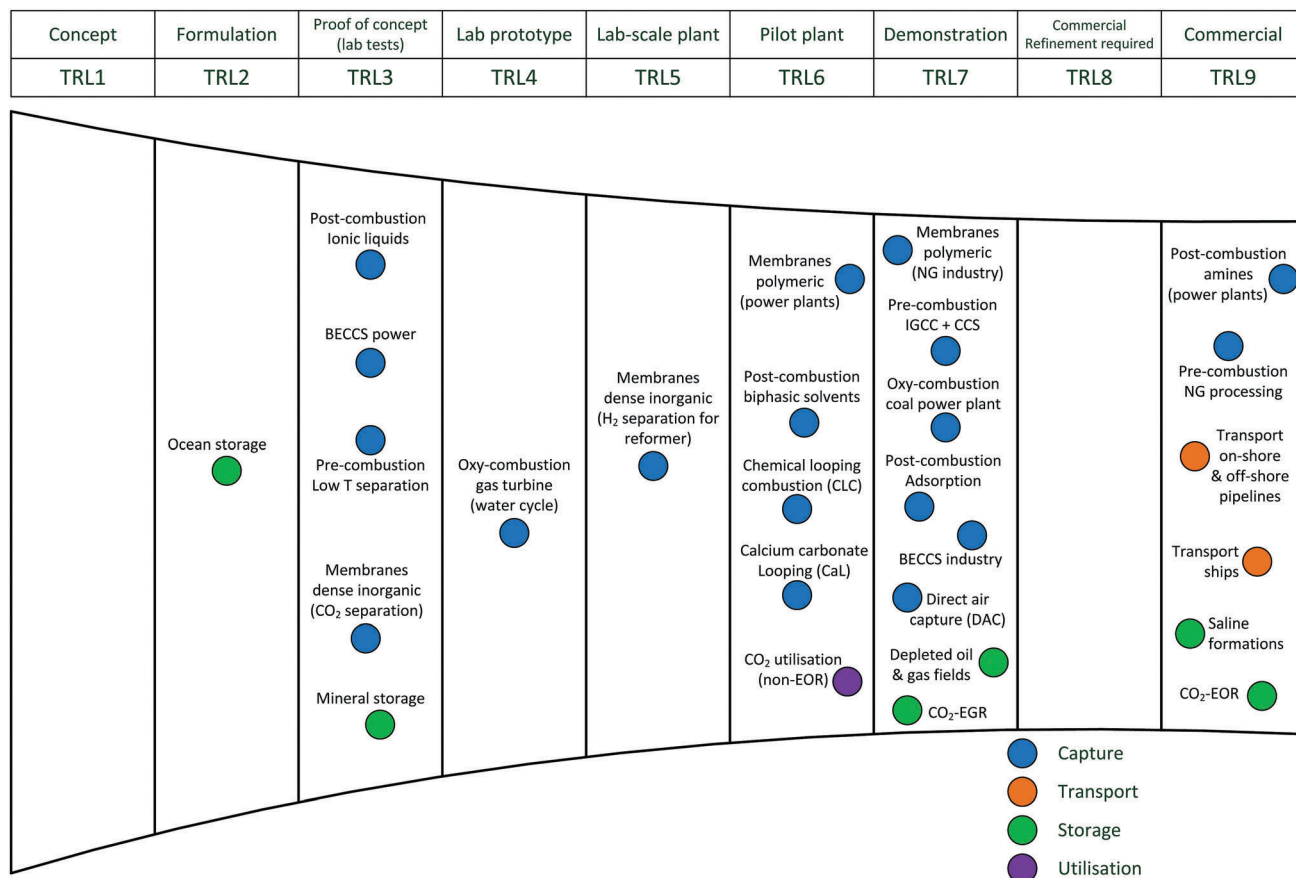 Concept
Formulation
Proof of concept
(lab tests)
Lab prototype
Lab-scale plant
Pilot plant
Demonstration
Commercial
Refinement required
Commercial
TRL1
TRL2
TRL3
TRL4
TRL5
TRL6
TRL7
TRL8
TRL9
Ocean storage
Post-combustion
Ionic liquids
BECCS power
Pre-combustion
Low T separation
Membranes
dense inorganic
(CO₂ separation)
Mineral storage
Oxy-combustion
gas turbine
(water cycle)
Membranes
dense inorganic
(H₂ separation for
reformer)
Membranes
polymeric
(power plants)
Post-combustion
biphasic solvents
Chemical looping
combustion (CLC)
Calcium carbonate
Looping (CaL)
CO₂ utilisation
(non-EOR)
Membranes
polymeric
(NG industry)
Pre-combustion
IGCC + CCS
Oxy-combustion
coal power plant
Post-combustion
Adsorption
BECCS industry
Direct air
capture (DAC)
Depleted oil
& gas fields
CO₂-EGR
Post-combustion
amines
(power plants)
Pre-combustion
NG processing
Transport
on-shore
& off-shore
pipelines
Transport
ships
Saline
formations
CO₂-EOR
Capture
Transport
Storage
Utilisation